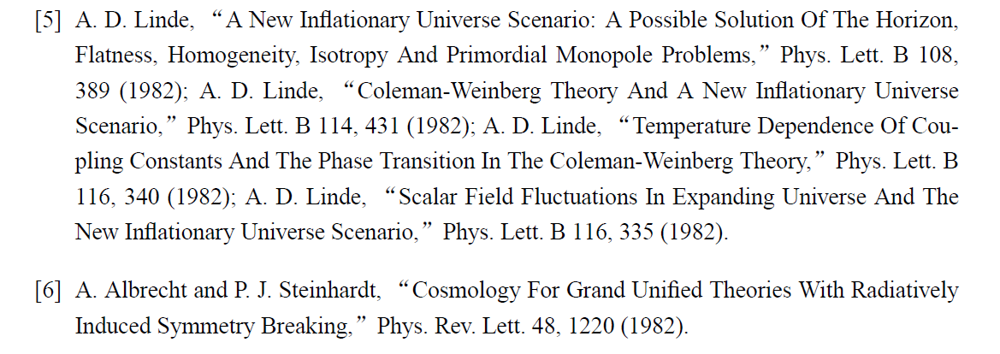 [5] A. D. Linde, “A New Inflationary Universe Scenario: A Possible Solution Of The Horizon,
Flatness, Homogeneity, Isotropy And Primordial Monopole Problems,” Phys. Lett. B 108,
389 (1982); A. D. Linde, “Coleman-Weinberg Theory And A New Inflationary Universe
Scenario,” Phys. Lett. B 114, 431 (1982); A. D. Linde, “Temperature Dependence Of Cou-
pling Constants And The Phase Transition In The Coleman-Weinberg Theory,” Phys. Lett. B
116, 340 (1982); A. D. Linde, “Scalar Field Fluctuations In Expanding Universe And The
New Inflationary Universe Scenario,” Phys. Lett. B 116, 335 (1982).
[6] A. Albrecht and P. J. Steinhardt, “Cosmology For Grand Unified Theories With Radiatively
Induced Symmetry Breaking,” Phys. Rev. Lett. 48, 1220 (1982).